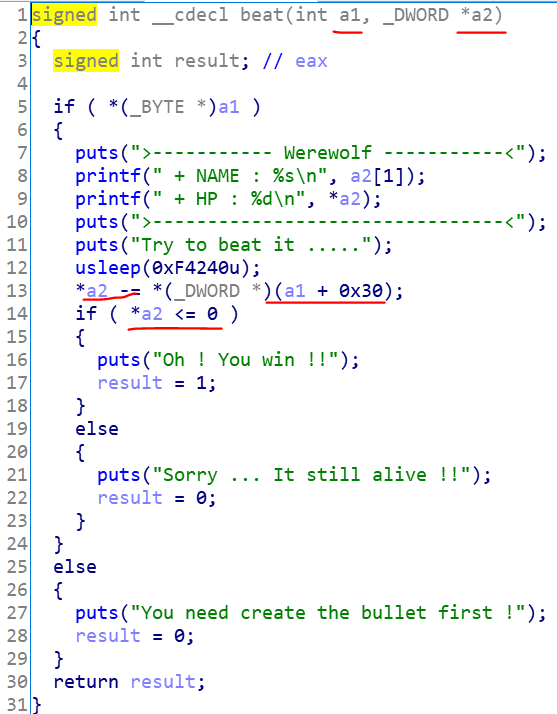 1 signed int __cdecl beat(int a1, _DWORD *a2)
2 {
3   signed int result; // eax
4
5   if ( *(_BYTE *)a1 )
6   {
7     puts(">----------- Werewolf -----------<");
8     printf(" + NAME : %s\n", a2[1]);
9     printf(" + HP : %d\n", *a2);
10     puts(">--------------------------------<");
11     puts("Try to beat it .....");
12     usleep(0xF4240u);
13     *a2 -= *(_DWORD *)(a1 + 0x30);
14     if ( *a2 <= 0 )
15     {
16       puts("Oh ! You win !!");
17       result = 1;
18     }
19     else
20     {
21       puts("Sorry ... It still alive !!");
22       result = 0;
23     }
24   }
25   else
26   {
27     puts("You need create the bullet first !");
28     result = 0;
29   }
30   return result;
31 }